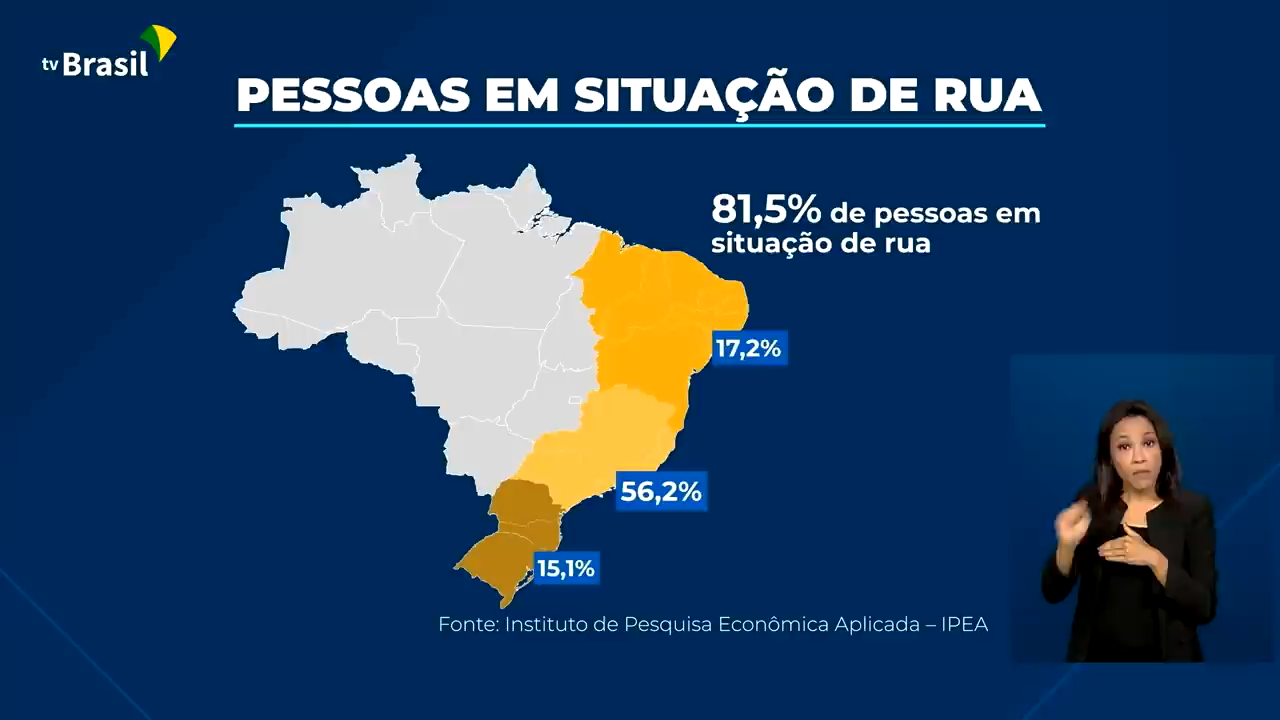 tv Brasil
PESSOAS EM SITUAÇÃO DE RUA
81,5% de pessoas em
situação de rua
17,2%
56,2%
15,1%
Fonte: Instituto de Pesquisa Econômica Aplicada – IPEA